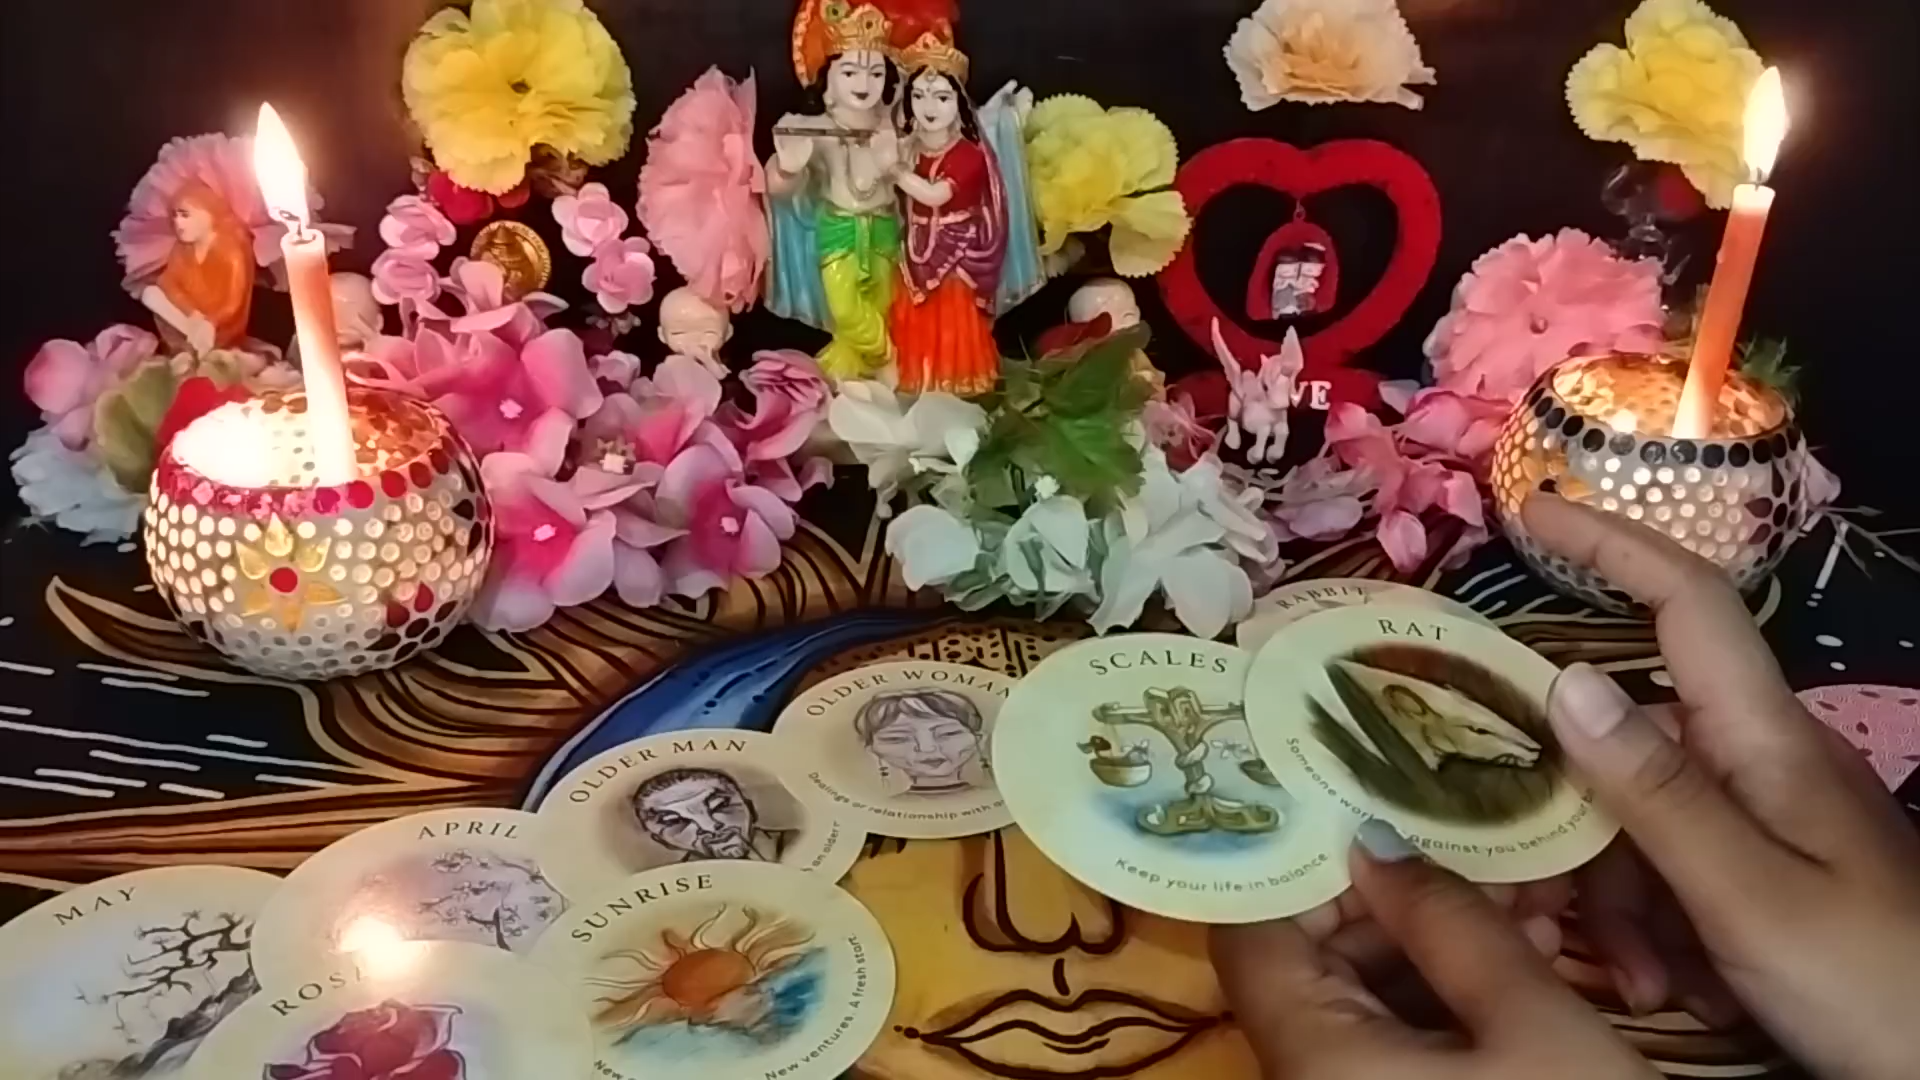 VE
RABBIT
RAT
Someone
against you behind your
SCALES
Keep your life in balance
OLDER WOMAN
Dealings or relationship with
OLDER MAN
an older
APRIL
SUNRISE
New ventures. A fresh start.
New
MAY
ROS